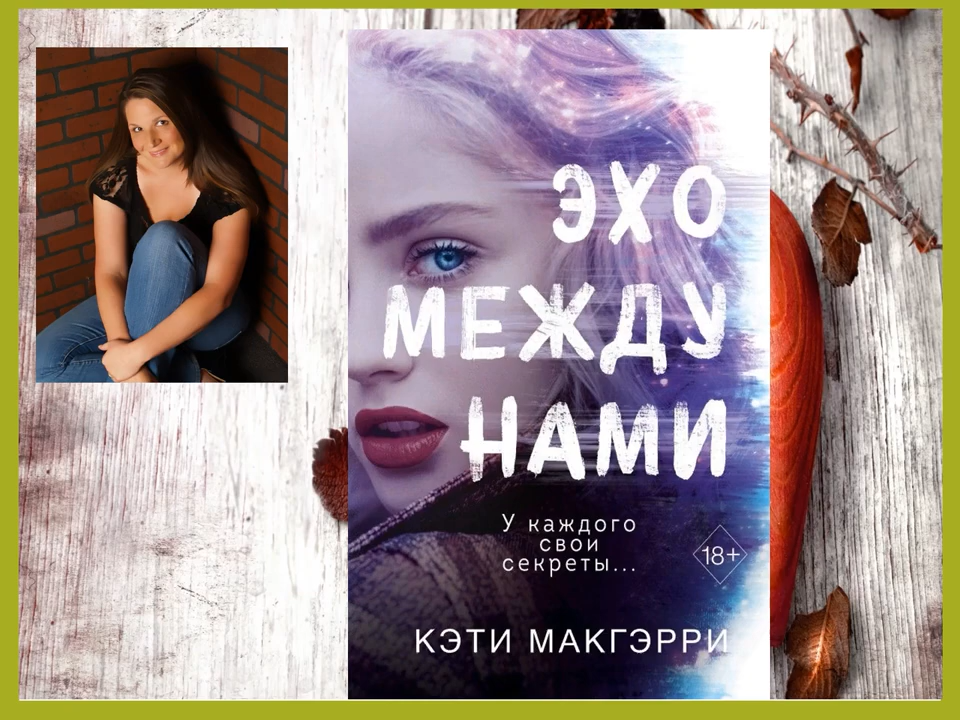 ЭХО
МЕЖДУ
НАМИ
У каждого
свои
секреты...
18+
КЭТИ МАКГЭРРИ